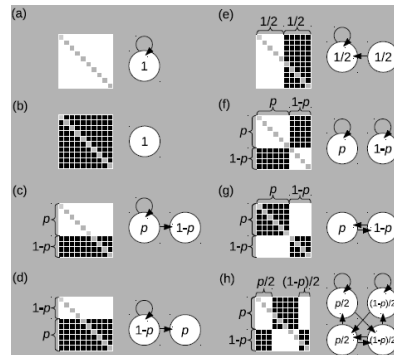 (a)
1
(b)
1
(c)
p
1-p
p
1-p
(d)
1-p
p
1-p
p
(e)
1/2 1/2
1/2
1/2
(f)
p 1-p
p
1-p
p
1-p
(g)
p 1-p
p
1-p
p
1-p
(h)
p/2 (1-p)/2
p
1-p
p/2
(1-p)/2
p/2
(1-p)/2